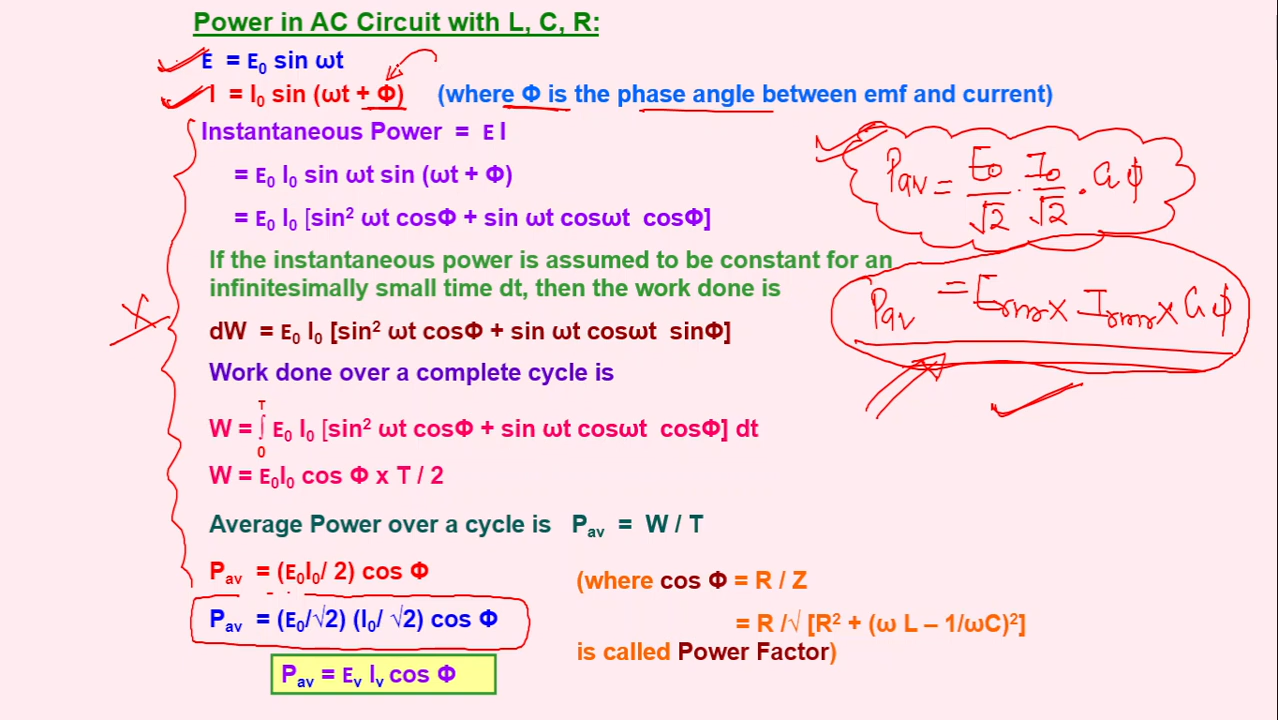 Power in AC Circuit with L, C, R:
E = E₀ sin ωt
I = I₀ sin (ωt + Φ) (where Φ is the phase angle between emf and current)
Instantaneous Power = E I
= E₀ I₀ sin ωt sin (ωt + Φ)
= E₀ I₀ [sin² ωt cosΦ + sin ωt cosωt cosΦ]
If the instantaneous power is assumed to be constant for an
infinitesimally small time dt, then the work done is
dW = E₀ I₀ [sin² ωt cosΦ + sin ωt cosωt sinΦ]
Work done over a complete cycle is
W = ∫₀ᵀ E₀ I₀ [sin² ωt cosΦ + sin ωt cosωt cosΦ] dt
W = E₀I₀ cos Φ x T / 2
Average Power over a cycle is Pav = W / T
Pav = (E₀I₀/ 2) cos Φ
Pav = (E₀/√2) (I₀/ √2) cos Φ
Pav = Ev Iv cos Φ
(where cos Φ = R / Z
= R /√ [R² + (ω L – 1/ωC)²]
is called Power Factor)
Pav = E₀/√2 . I₀/√2 . cos ϕ
Pav = Erms x Irms x cos ϕ